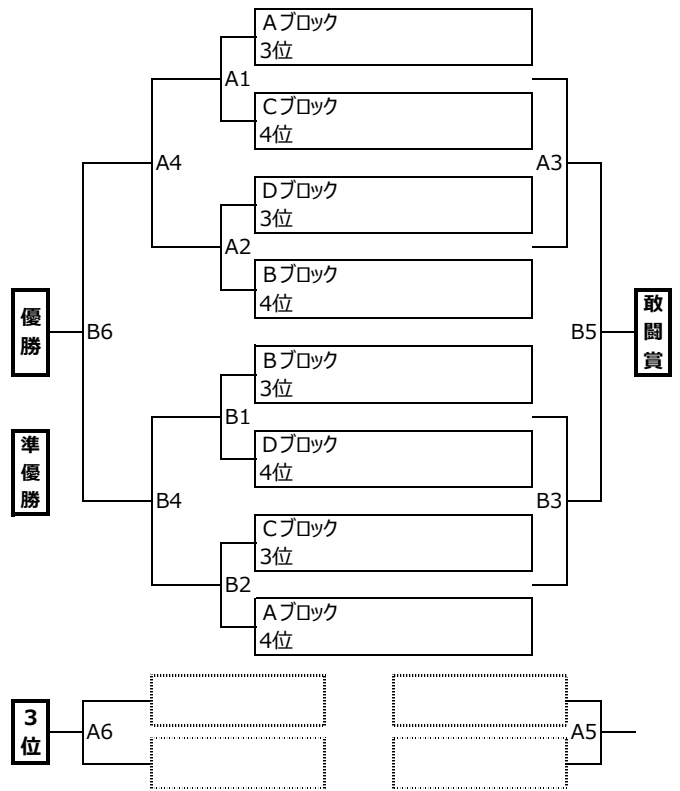 Aブロック
3位
A1
Cブロック
4位
A4
A3
Dブロック
3位
A2
Bブロック
4位
優勝
B6
B5
敢闘賞
Bブロック
3位
B1
Dブロック
4位
準優勝
B4
B3
Cブロック
3位
B2
Aブロック
4位
3位
A6
A5